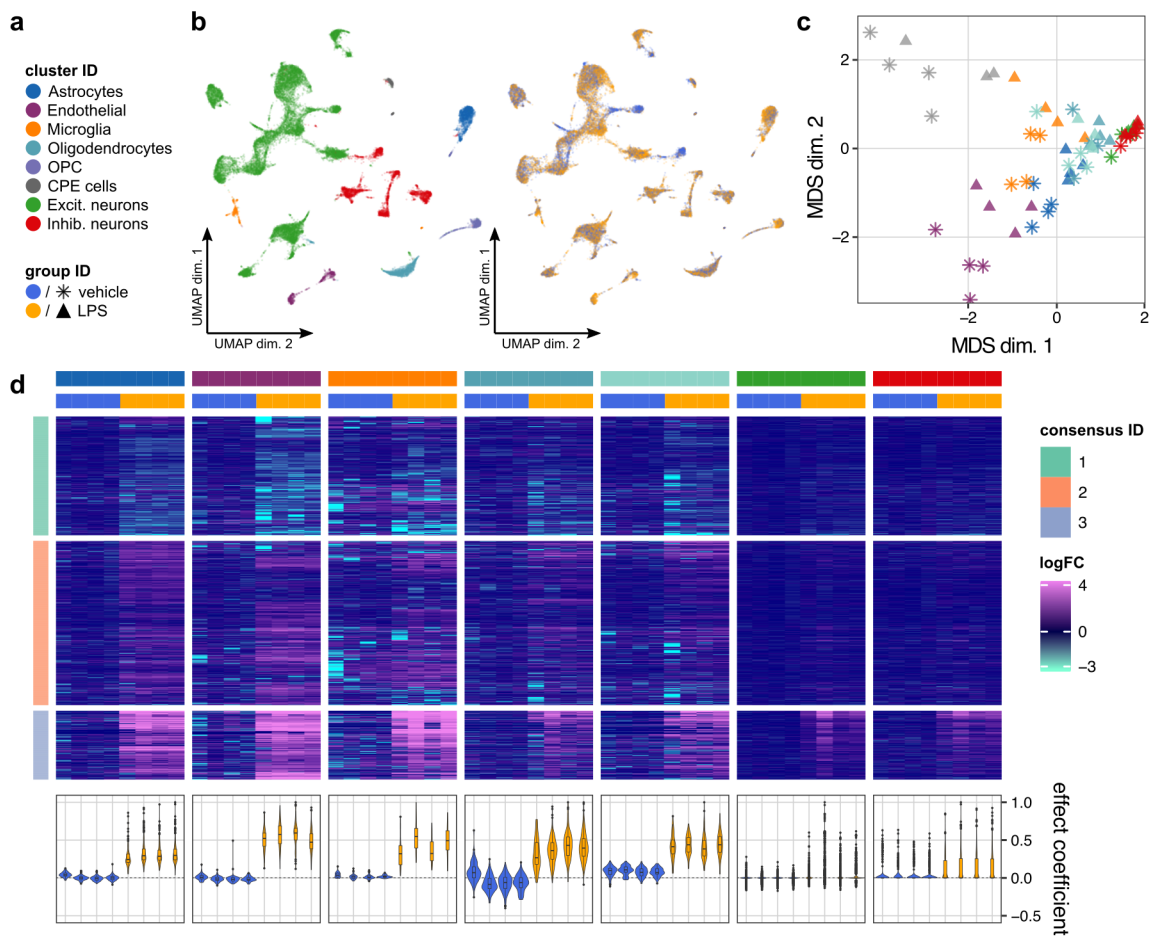 a
cluster ID
Astrocytes
Endothelial
Microglia
Oligodendrocytes
OPC
CPE cells
Excit. neurons
Inhib. neurons
group ID
/ vehicle
/ LPS
b
UMAP dim. 1
UMAP dim. 2
UMAP dim. 1
UMAP dim. 2
c
MDS dim. 2
2
0
−2
−2
0
2
MDS dim. 1
d
consensus ID
1
2
3
logFC
4
0
−3
1.0
0.5
0.0
−0.5
effect coefficient